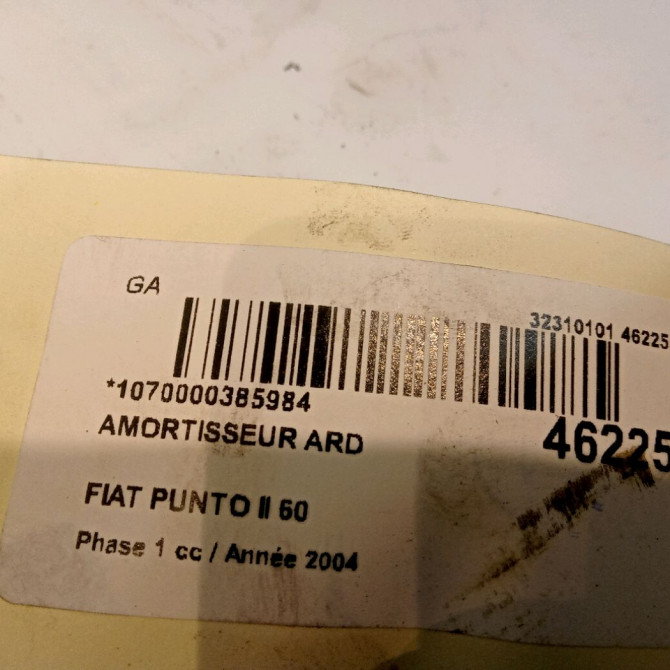 GA
32310101 46225
*1070000385984
AMORTISSEUR ARD
46225
FIAT PUNTO II 60
Phase 1 cc / Année 2004